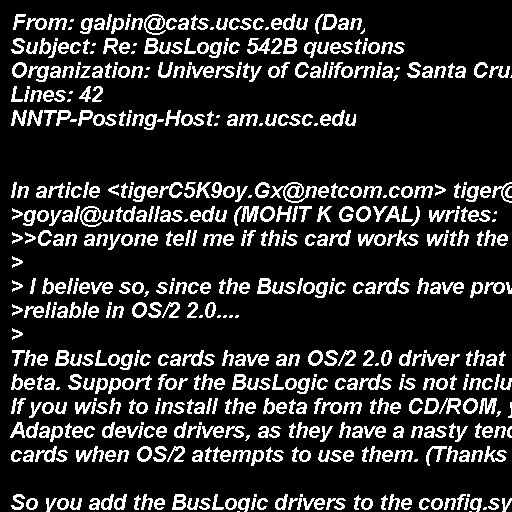 From: galpin@cats.ucsc.edu (Dan)
Subject: Re: BusLogic 542B questions
Organization: University of California; Santa Cruz
Lines: 42
NNTP-Posting-Host: am.ucsc.edu
In article <tigerC5K9oy.Gx@netcom.com> tiger@
>goyal@utdallas.edu (MOHIT K GOYAL) writes:
>>Can anyone tell me if this card works with the
>
> I believe so, since the Buslogic cards have prov
>reliable in OS/2 2.0....
>
The BusLogic cards have an OS/2 2.0 driver that
beta. Support for the BusLogic cards is not inclu
If you wish to install the beta from the CD/ROM, y
Adaptec device drivers, as they have a nasty tend
cards when OS/2 attempts to use them. (Thanks
So you add the BusLogic drivers to the config.sy